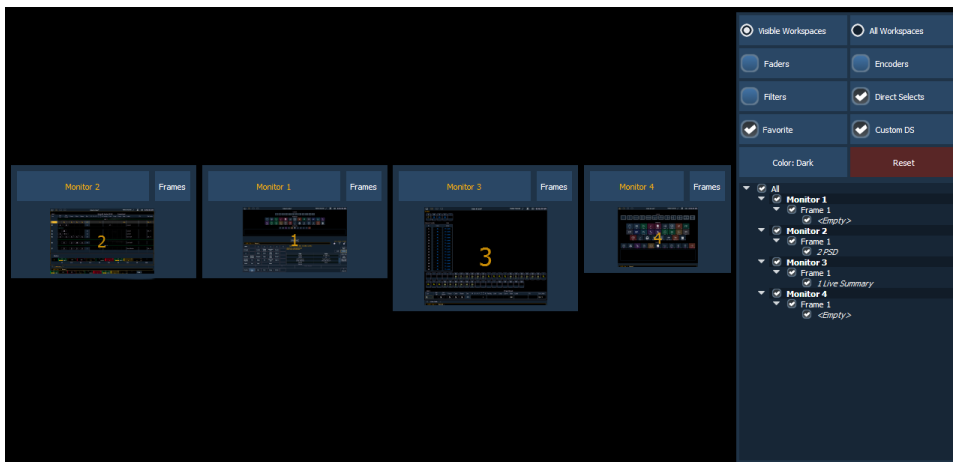 Visible Workspaces
All Workspaces
Faders
Encoders
Filters
Direct Selects
Favorite
Custom DS
Color: Dark
Reset
Monitor 2
Frames
Monitor 1
Frames
Monitor 3
Frames
Monitor 4
Frames
2
1
3
4
All
Monitor 1
Frame 1
<Empty>
Monitor 2
Frame 1
2 PSD
Monitor 3
Frame 1
1 Live Summary
Monitor 4
Frame 1
<Empty>